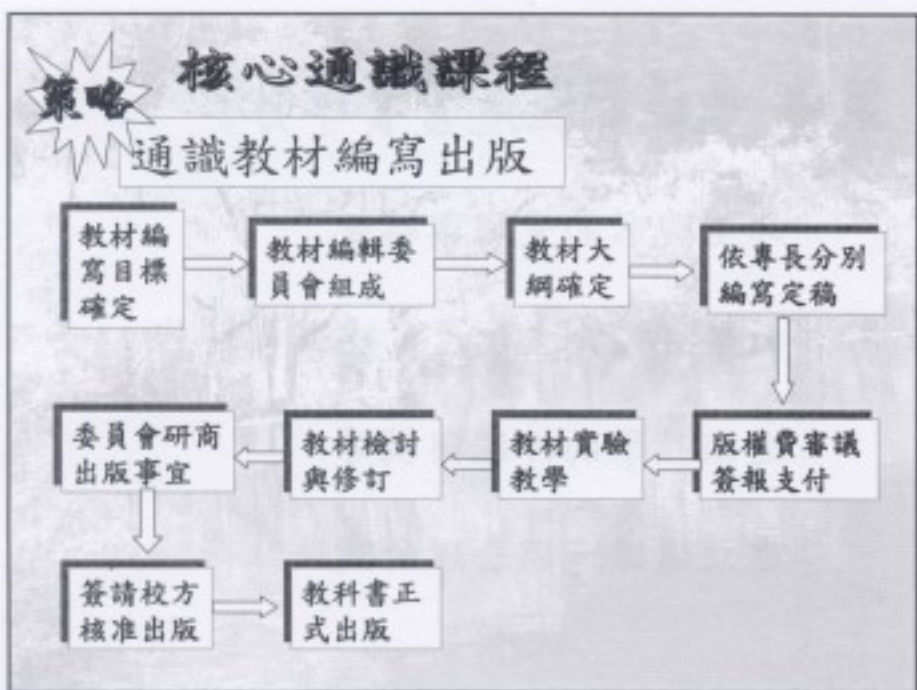 策略
核心通識課程
通識教材編寫出版
教材編
寫目標
確定
教材編輯委
員會組成
教材大
綱確定
依專長分別
編寫定稿
版權費審議
簽報支付
教材實驗
教學
教材檢討
與修訂
委員會研商
出版事宜
簽請校方
核准出版
教科書正
式出版